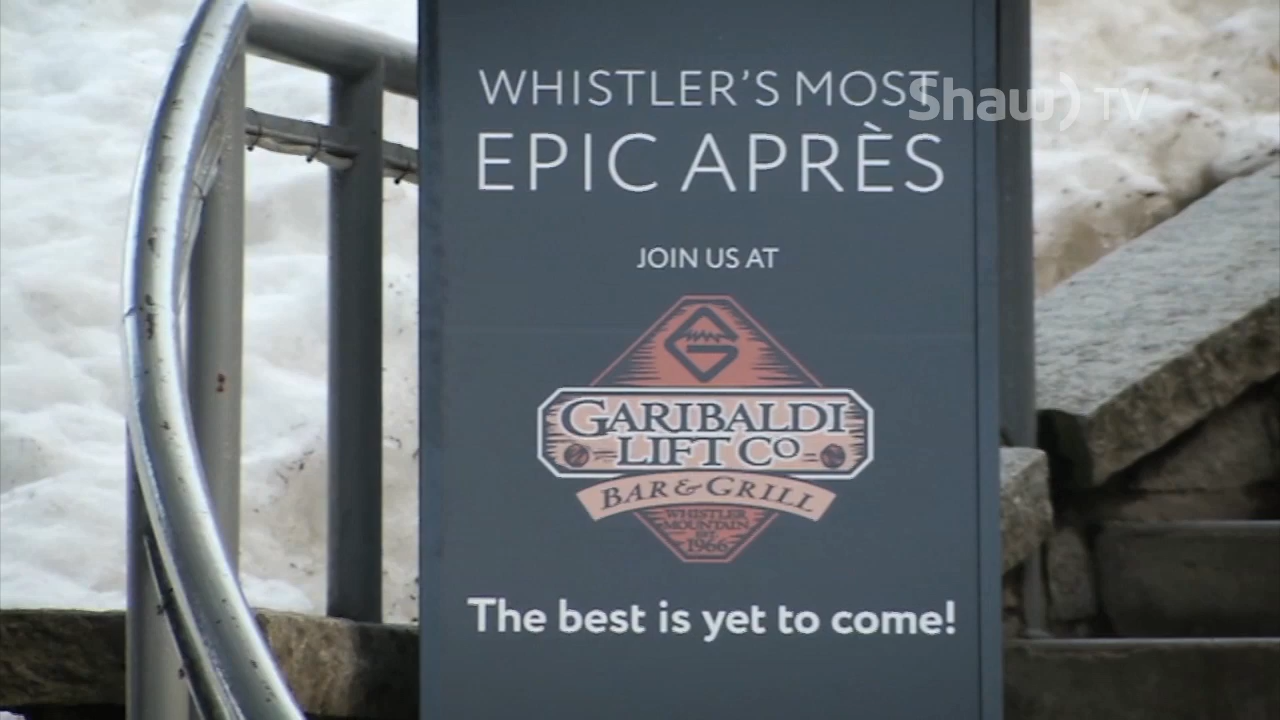 WHISTLER'S MOST
Shaw) TV
EPIC APRÈS
JOIN US AT
G
GARIBALDI
LIFT CO
BAR & GRILL
WHISTLER
MOUNTAIN
EST.
1966
The best is yet to come!